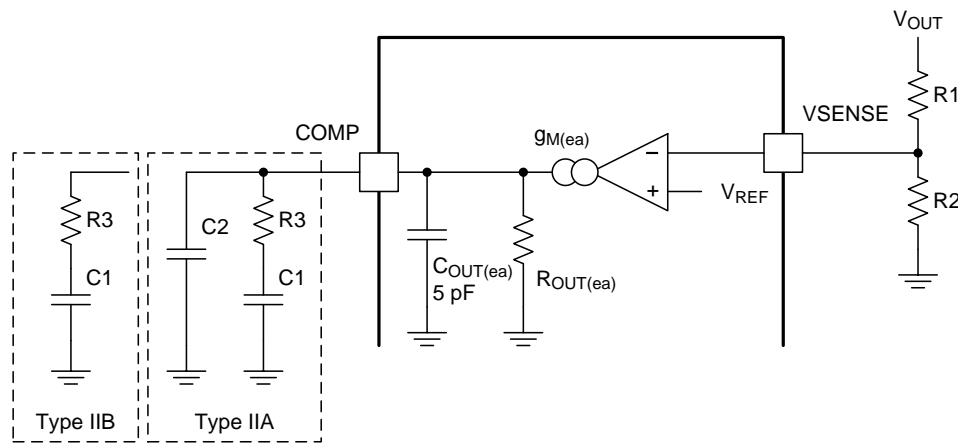 VOUT
R1
VSENSE
COMP
gM(ea)
R3
C2
R3
VREF
R2
C1
C1
COUT(ea)
5 pF
ROUT(ea)
Type IIB
Type IIA